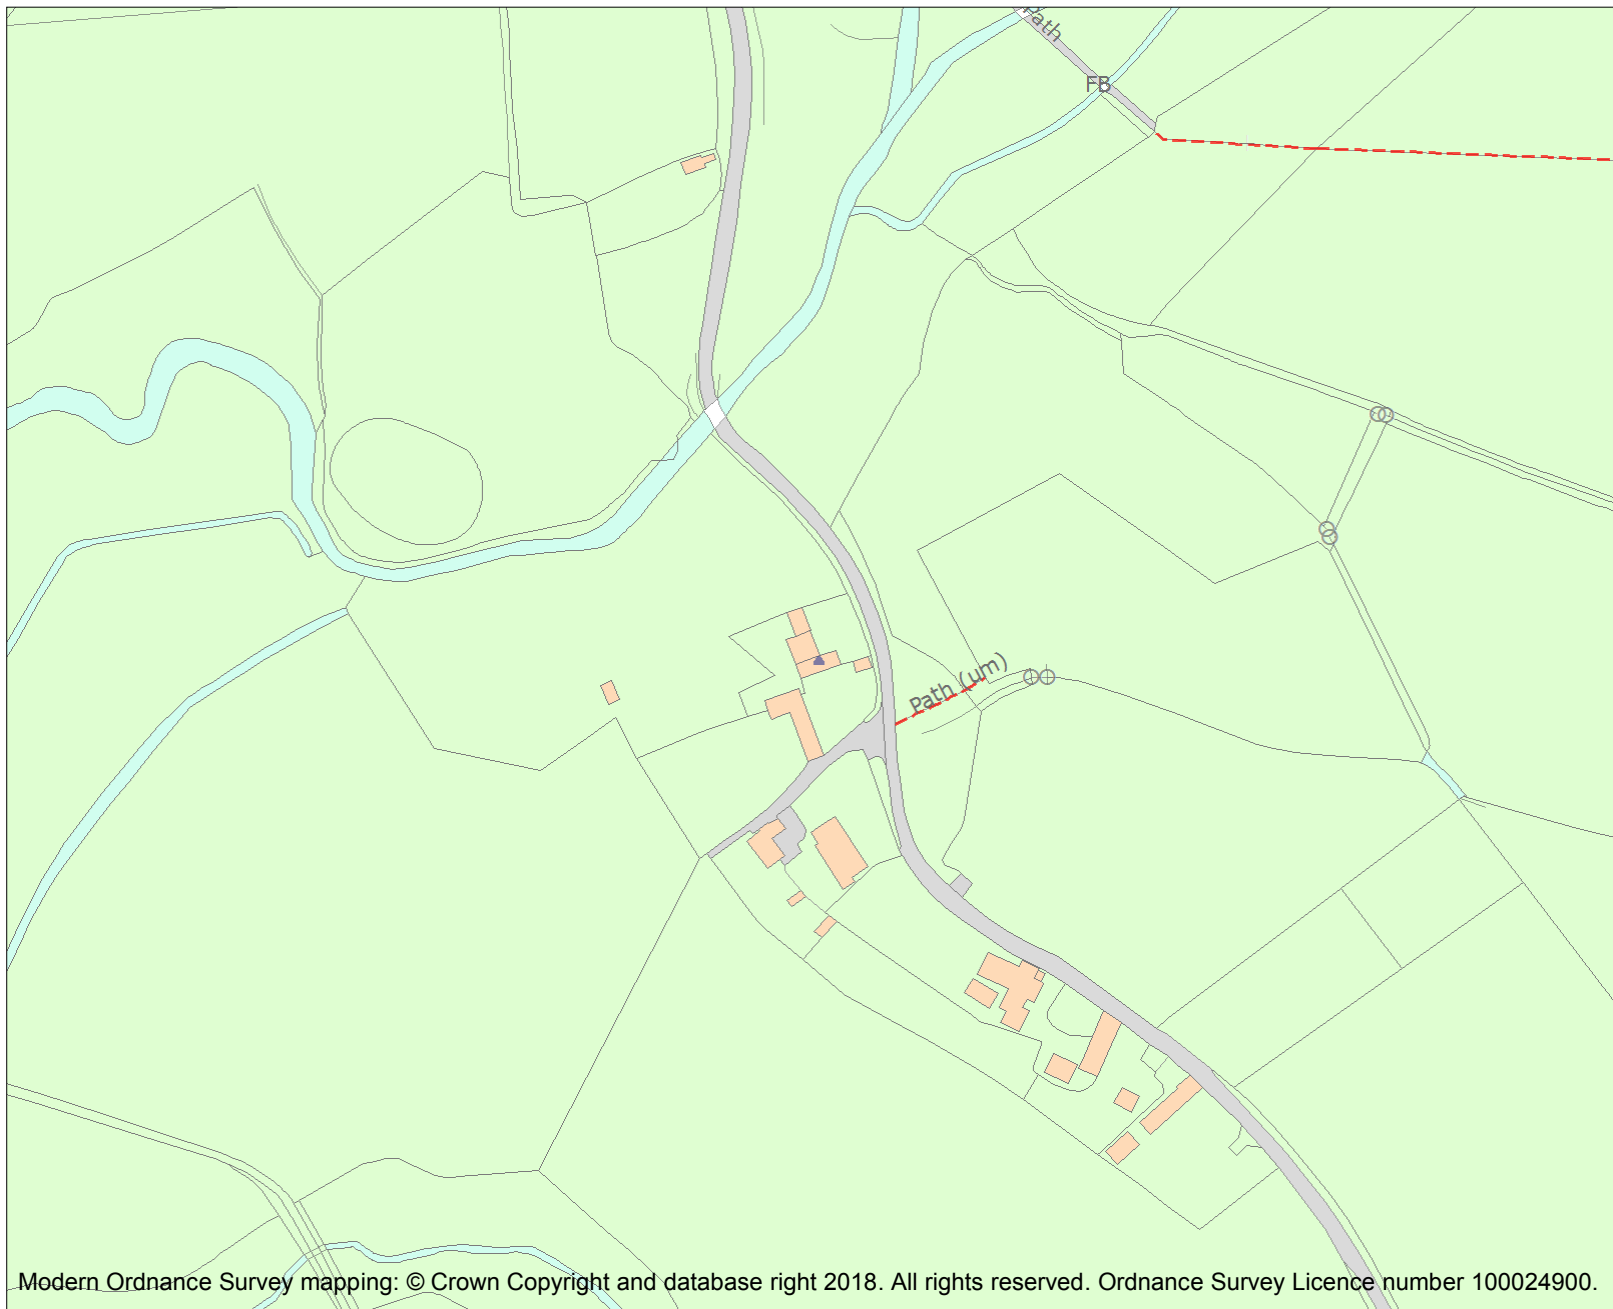 Path
FB
Path (um)
Modern Ordnance Survey mapping: © Crown Copyright and database right 2018. All rights reserved. Ordnance Survey Licence number 100024900.